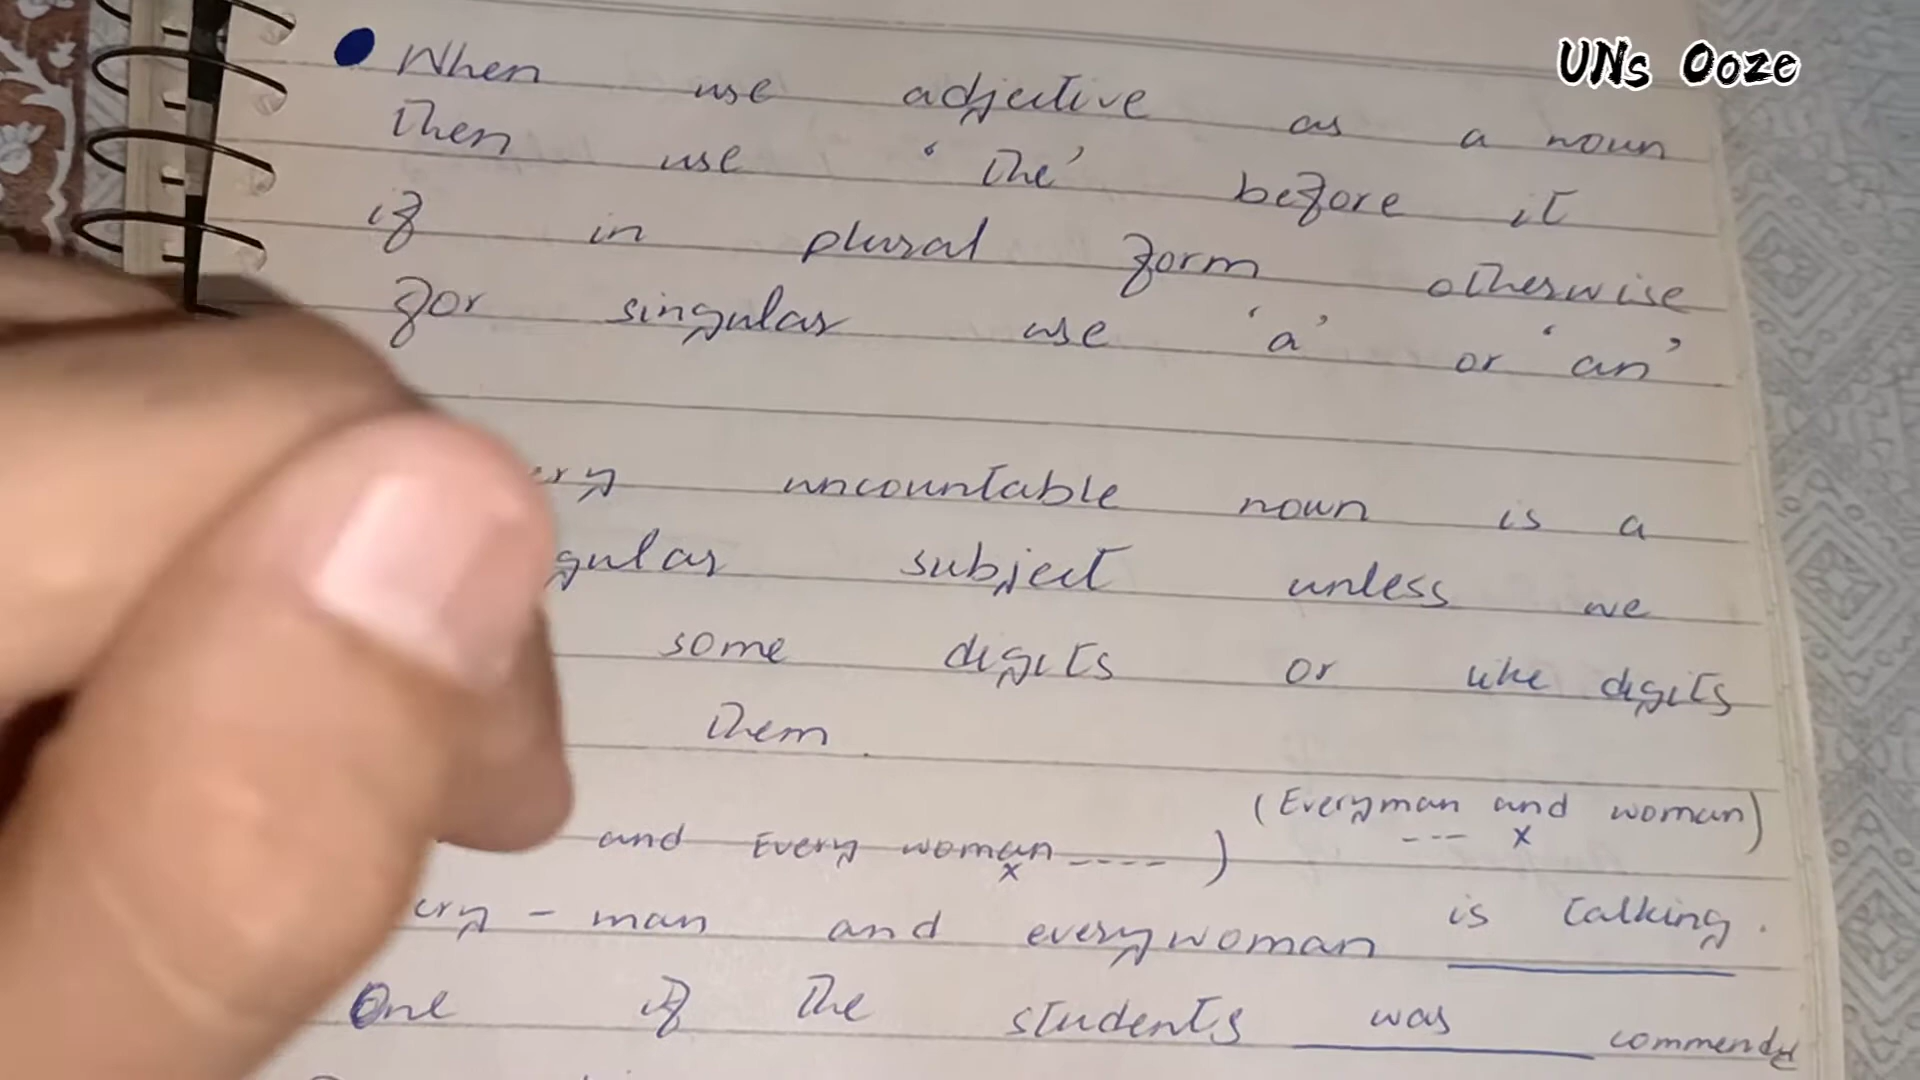 UNs Ooze
When use adjective as a noun
then use 'the' before it
if in plural form otherwise
for singular use 'a' or 'an'
uncountable noun is a
subject unless we
some digits or like digits
them.
(Everyman and woman)
--- x
and Every woman ---- )
x
- man and everywoman is talking.
One if the students was commended